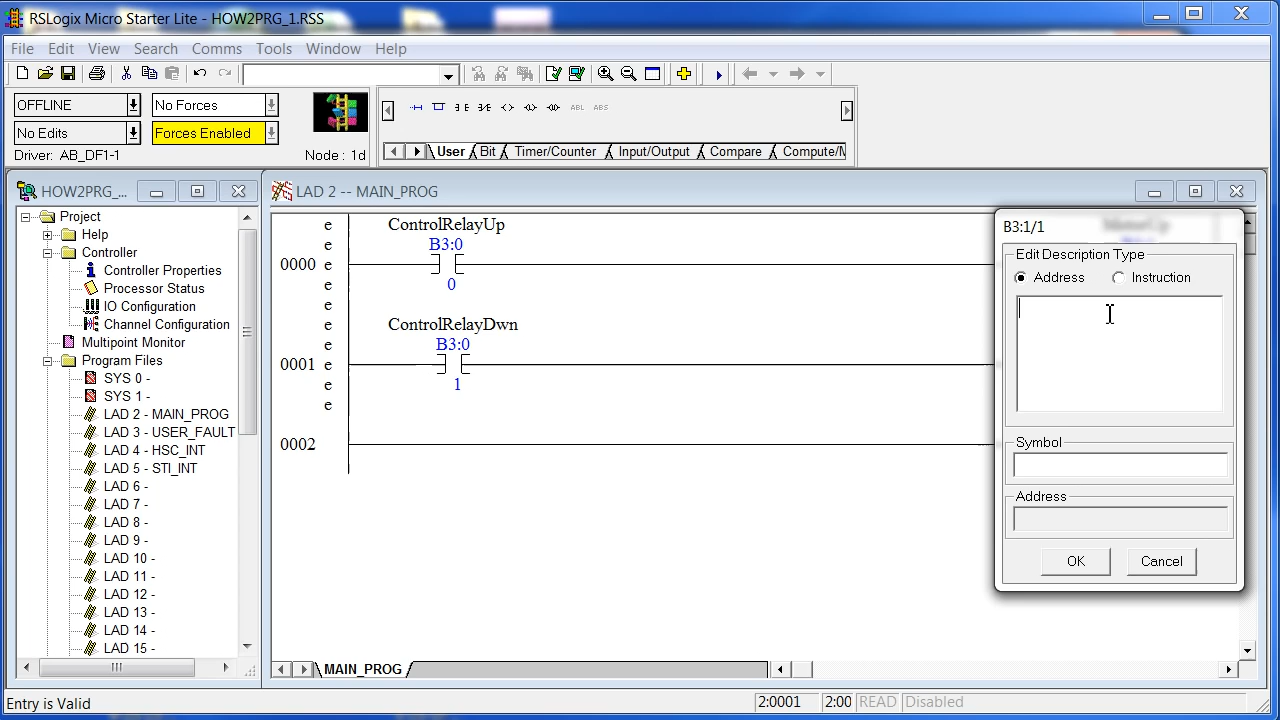 RSLogix Micro Starter Lite - HOW2PRG_1.RSS
File Edit View Search Comms Tools Window Help
OFFLINE No Forces
No Edits Forces Enabled
ABL ABS
Driver: AB_DF1-1 Node : 1d
User Bit Timer/Counter Input/Output Compare Compute/M
HOW2PRG_...
LAD 2 -- MAIN_PROG
Project
Help
Controller
Controller Properties
Processor Status
IO Configuration
Channel Configuration
Multipoint Monitor
Program Files
SYS 0 -
SYS 1 -
LAD 2 - MAIN_PROG
LAD 3 - USER_FAULT
LAD 4 - HSC_INT
LAD 5 - STI_INT
LAD 6 -
LAD 7 -
LAD 8 -
LAD 9 -
LAD 10 -
LAD 11 -
LAD 12 -
LAD 13 -
LAD 14 -
LAD 15 -
e ControlRelayUp
e B3:0
0000 e
e 0
e
e ControlRelayDwn
e B3:0
0001 e
e 1
e
0002
MAIN_PROG
B3:1/1
Edit Description Type
Address Instruction
Symbol
Address
OK Cancel
Entry is Valid 2:0001 2:00 READ Disabled